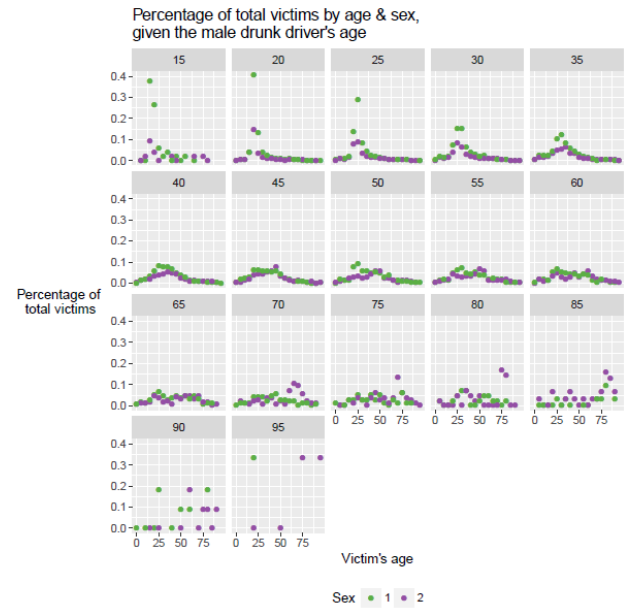 Percentage of total victims by age & sex,
given the male drunk driver's age
15 20 25 30 35
0.4
0.3
0.2
0.1
0.0
40 45 50 55 60
0.4
0.3
0.2
0.1
0.0
Percentage of
total victims
65 70 75 80 85
0.4
0.3
0.2
0.1
0.0
0 25 50 75 0 25 50 75 0 25 50 75
90 95
0.4
0.3
0.2
0.1
0.0
0 25 50 75 0 25 50 75
Victim's age
Sex 1 2